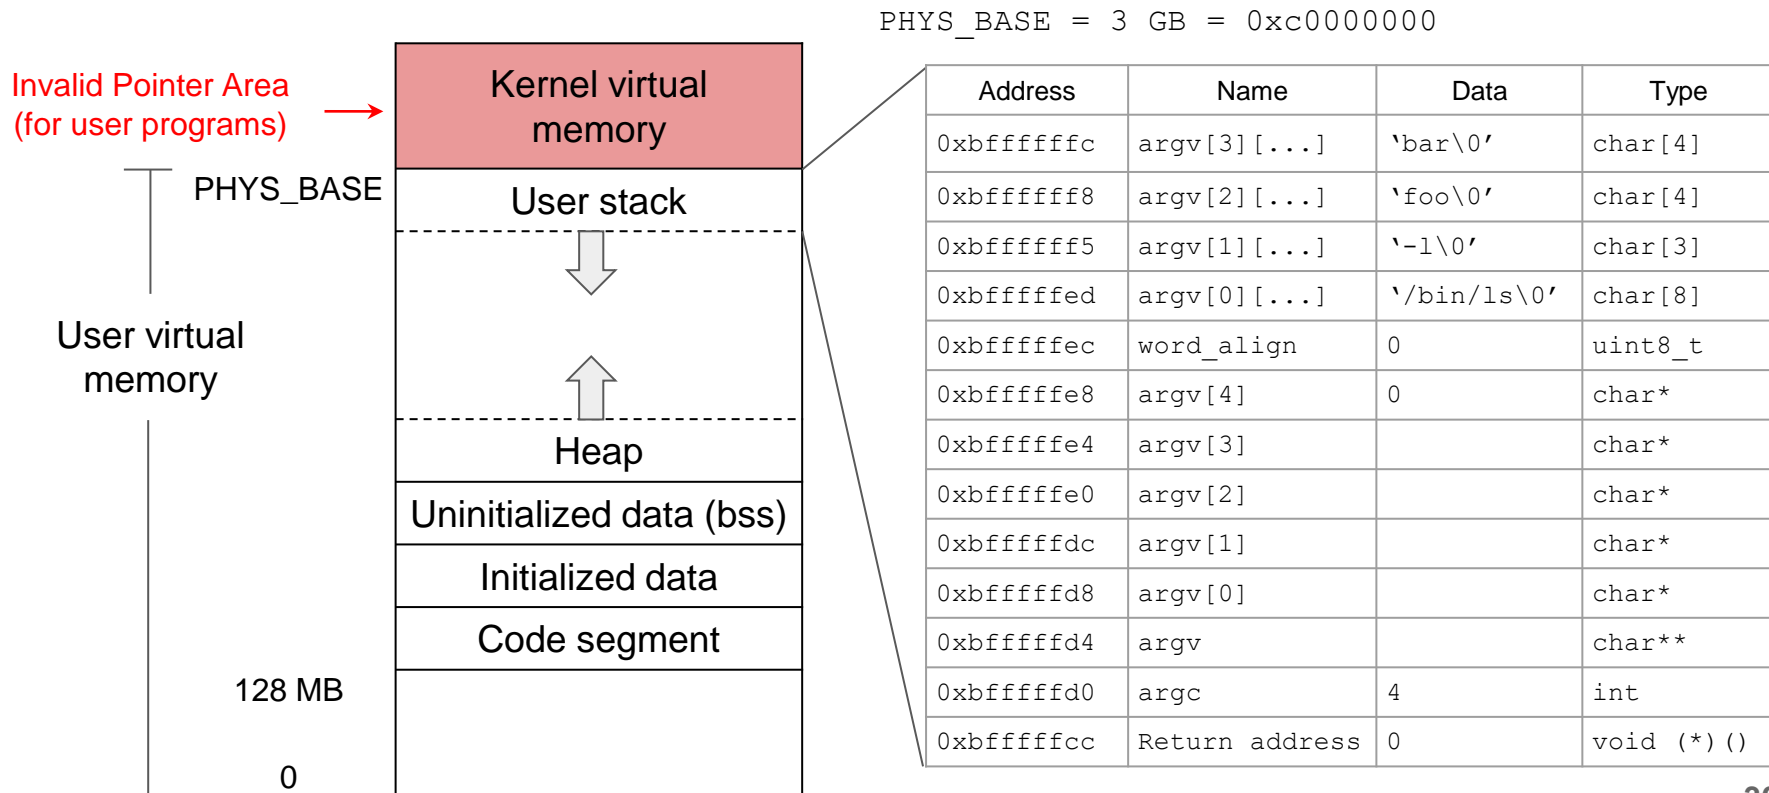 PHYS_BASE = 3 GB = 0xc0000000
Invalid Pointer Area
(for user programs)
Kernel virtual
memory
PHYS_BASE
User stack
User virtual
memory
Heap
Uninitialized data (bss)
Initialized data
Code segment
128 MB
0
Address Name Data Type
0xbffffffc argv[3][...] ‘bar\0’ char[4]
0xbffffff8 argv[2][...] ‘foo\0’ char[4]
0xbffffff5 argv[1][...] ‘-l\0’ char[3]
0xbfffffed argv[0][...] ‘/bin/ls\0’ char[8]
0xbfffffec word_align 0 uint8_t
0xbfffffe8 argv[4] 0 char*
0xbfffffe4 argv[3] char*
0xbfffffe0 argv[2] char*
0xbfffffdc argv[1] char*
0xbfffffd8 argv[0] char*
0xbfffffd4 argv char**
0xbfffffd0 argc 4 int
0xbfffffcc Return address 0 void (*)()